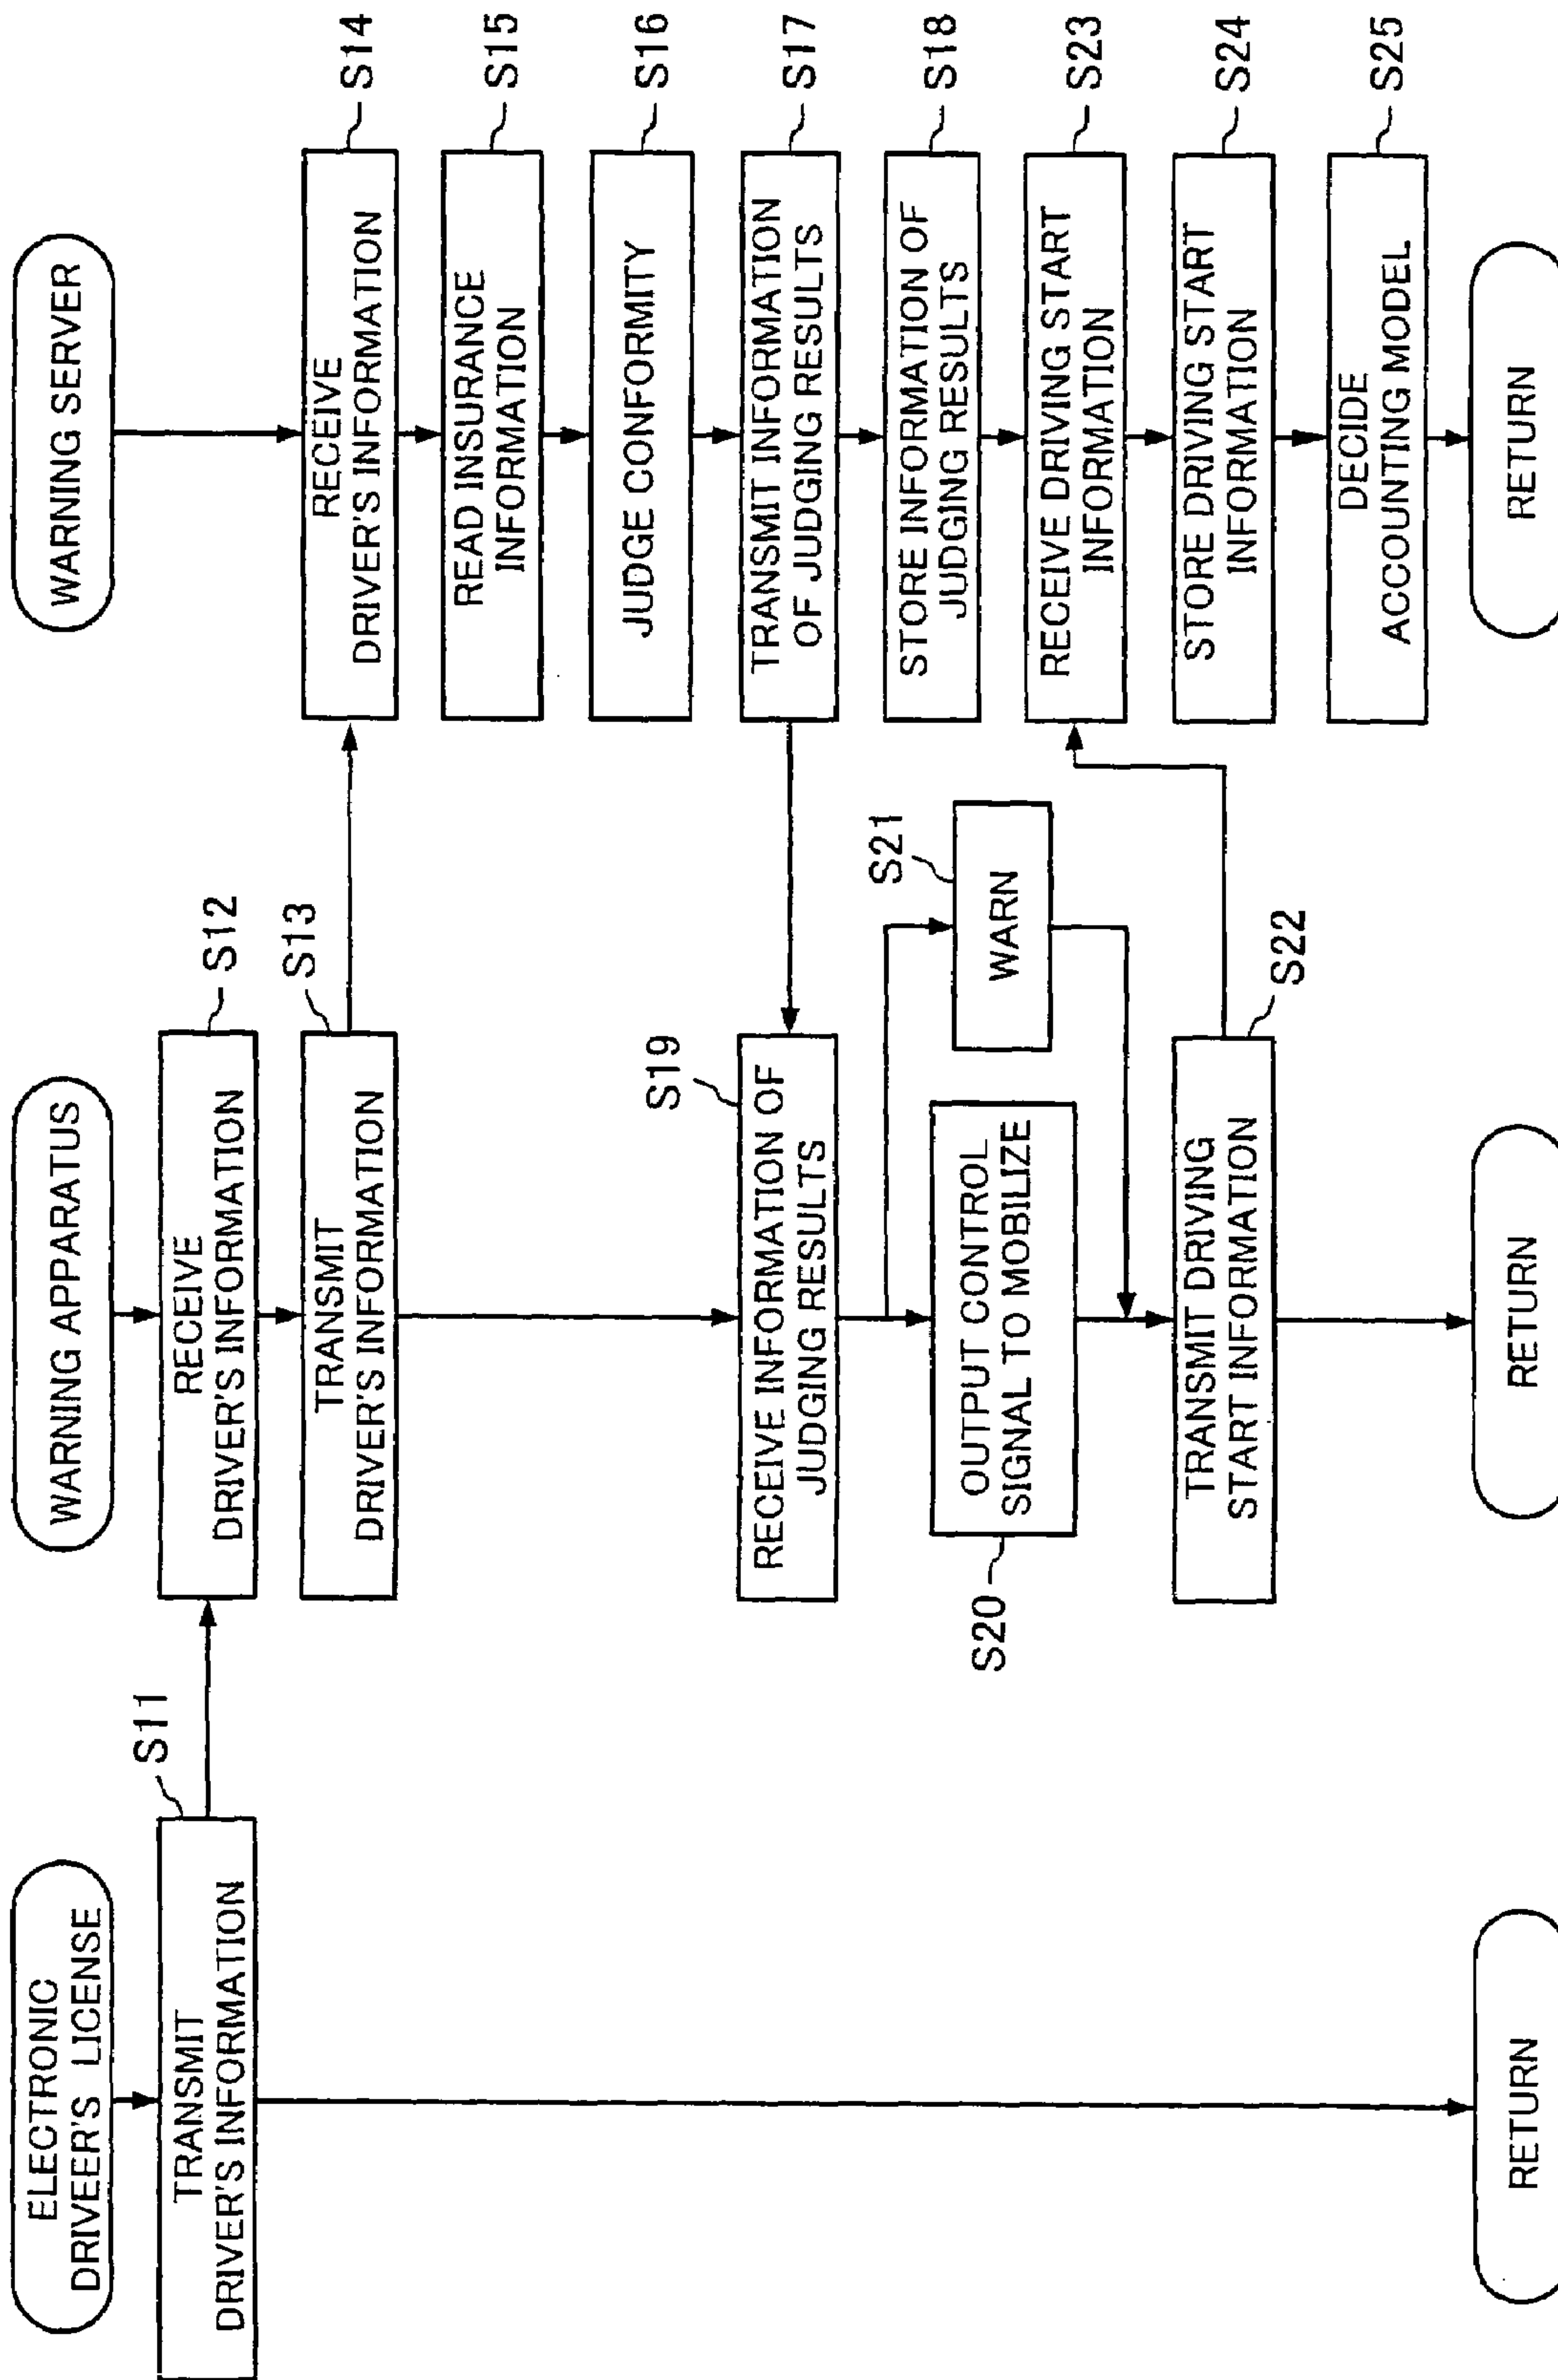 ELECTRONIC
DRIVEER'S LICENSE
S11
TRANSMIT
DRIVER'S INFORMATION
RETURN
WARNING APPARATUS
S12
RECEIVE
DRIVER'S INFORMATION
S13
TRANSMIT
DRIVER'S INFORMATION
S19
RECEIVE INFORMATION OF
JUDGING RESULTS
S20
OUTPUT CONTROL
SIGNAL TO MOBILIZE
S21
WARN
S22
TRANSMIT DRIVING
START INFORMATION
RETURN
WARNING SERVER
S14
RECEIVE
DRIVER'S INFORMATION
S15
READ INSURANCE
INFORMATION
S16
JUDGE CONFORMITY
S17
TRANSMIT INFORMATION
OF JUDGING RESULTS
S18
STORE INFORMATION OF
JUDGING RESULTS
S23
RECEIVE DRIVING START
INFORMATION
S24
STORE DRIVING START
INFORMATION
S25
DECIDE
ACCOUNTING MODEL
RETURN